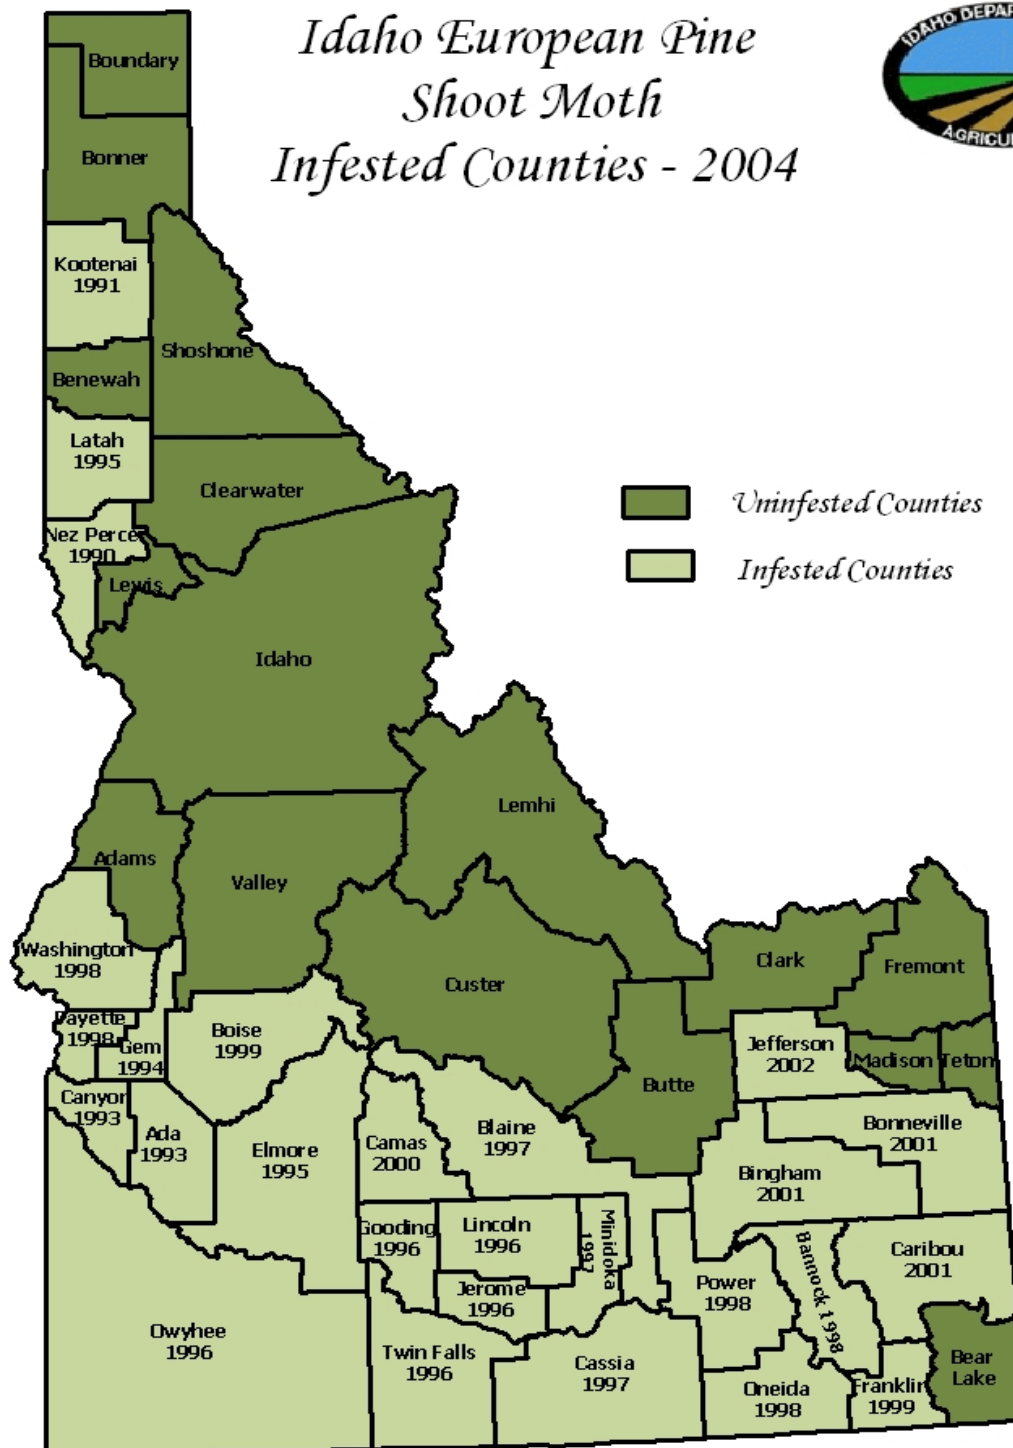 Idaho European Pine
Shoot Moth
Infested Counties - 2004
IDAHO
Boundary
Bonner
Kootenai
1991
Shoshone
Benewah
Latah
1995
Clearwater
Uninfested Counties
Nez Perce
1990
Infested Counties
Lewis
Idaho
Lemhi
Adams
Valley
Washington
1998
Custer
Clark
Fremont
Payette
1998
Gem
1994
Boise
1999
Jefferson
2002
Madison
Teton
Butte
Canyon
1993
Ada
1993
Elmore
1995
Camas
2000
Blaine
1997
Bonneville
2001
Bingham
2001
Gooding
1996
Lincoln
1996
Minidoka
1997
Jerome
1996
Power
1998
Bannock 1998
Caribou
2001
Owyhee
1996
Twin Falls
1996
Cassia
1997
Oneida
1998
Franklin
1999
Bear
Lake